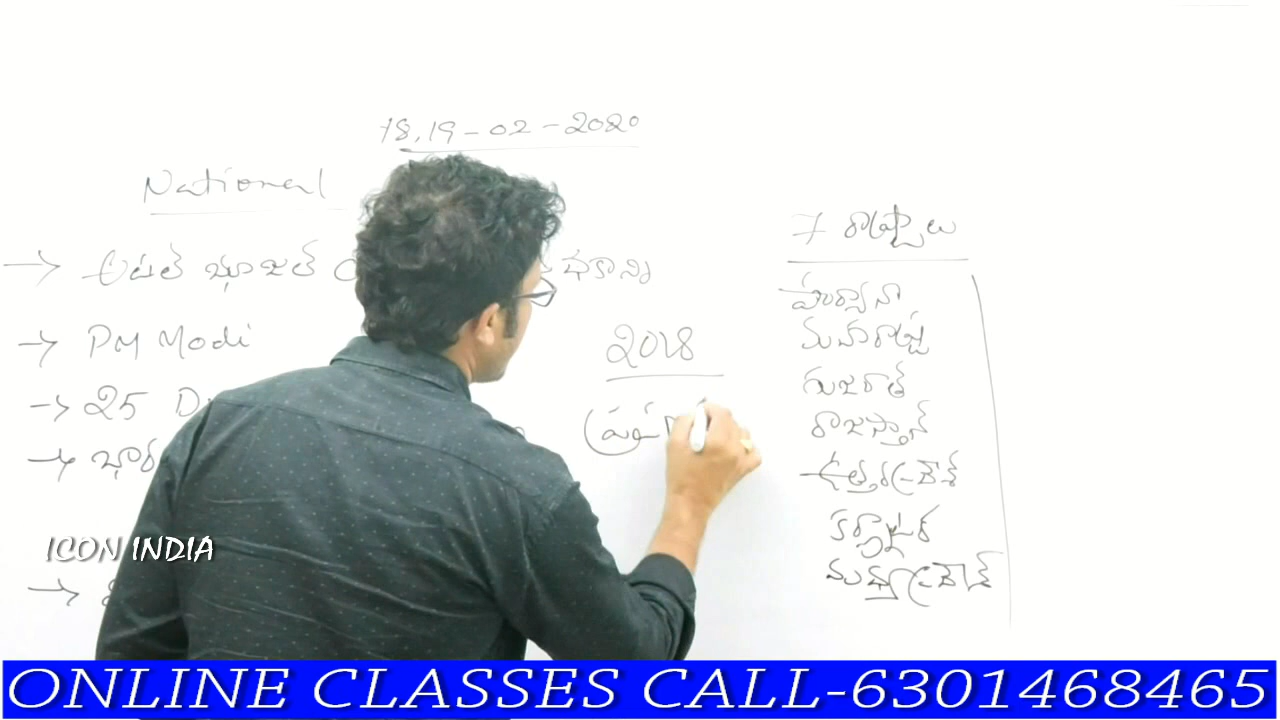 18,19-02-2020
National
→ అటల్ భూజల్
→ PM Modi
→ 25 D
→ భార
2018
7 రాష్ట్రాలు
హర్యానా
మహారాష్ట్ర
గుజరాత్
రాజస్థాన్
ఉత్తరప్రదేశ్
కర్ణాటక
మధ్యప్రదేశ్
ICON INDIA
ONLINE CLASSES CALL-6301468465